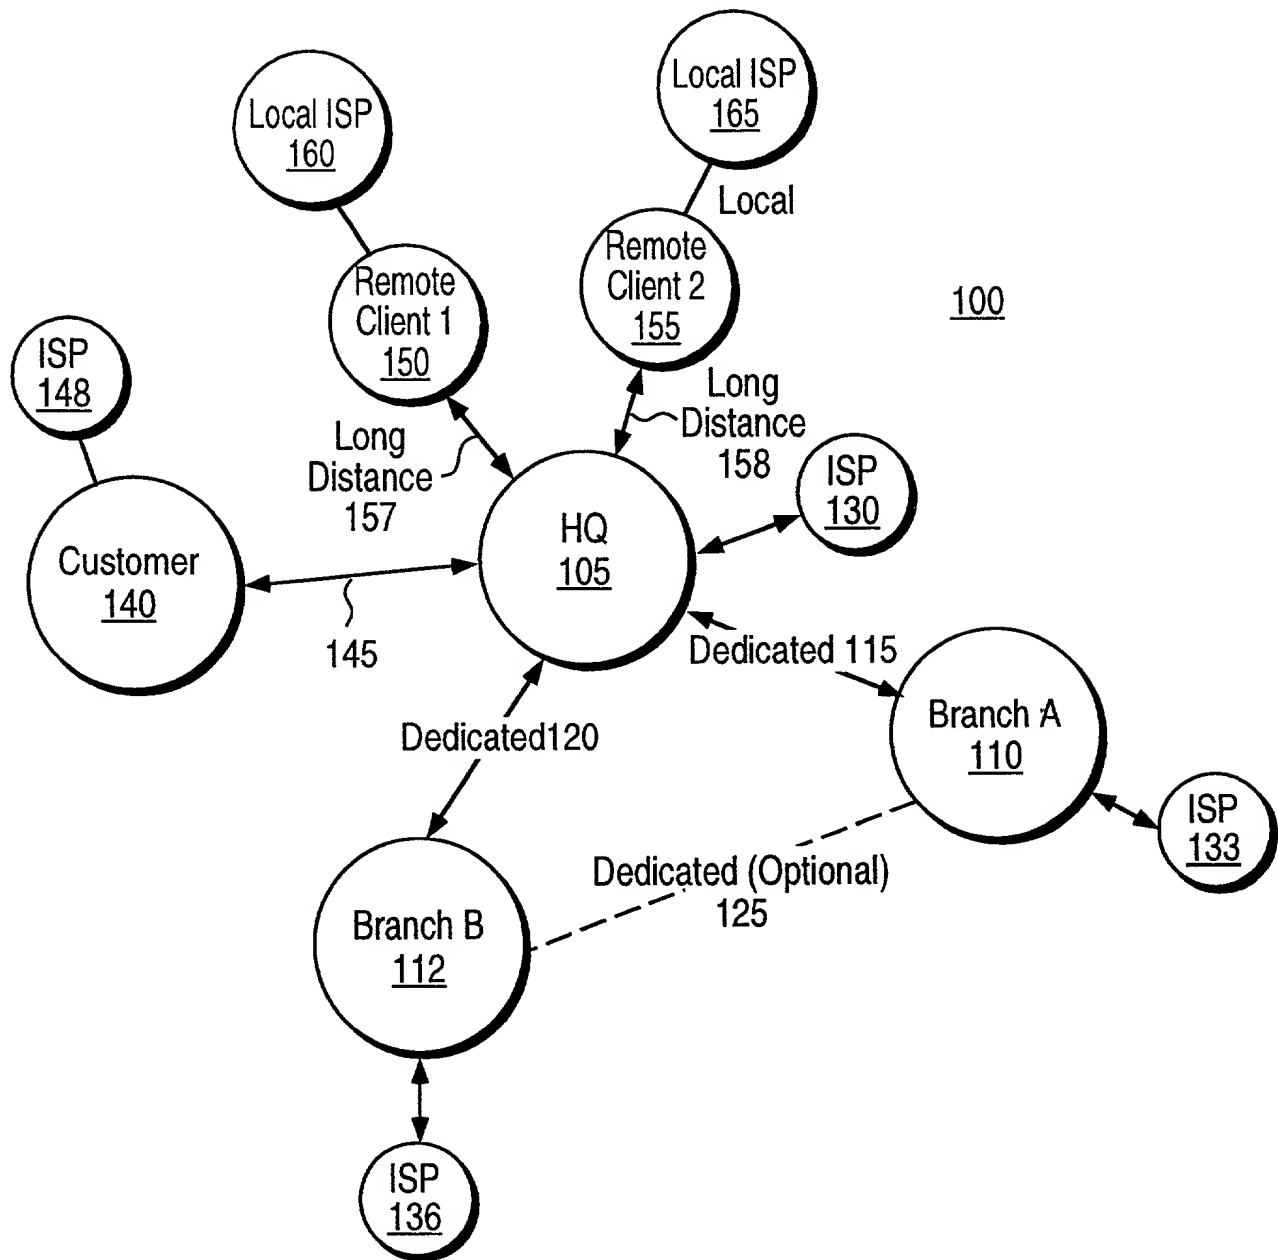 Local ISP
160
Local ISP
165
Local
Remote
Client 1
150
Remote
Client 2
155
100
ISP
148
Long
Distance
157
Long
Distance
158
ISP
130
HQ
105
Customer
140
145
Dedicated 115
Branch A
110
Dedicated120
ISP
133
Dedicated (Optional)
125
Branch B
112
ISP
136